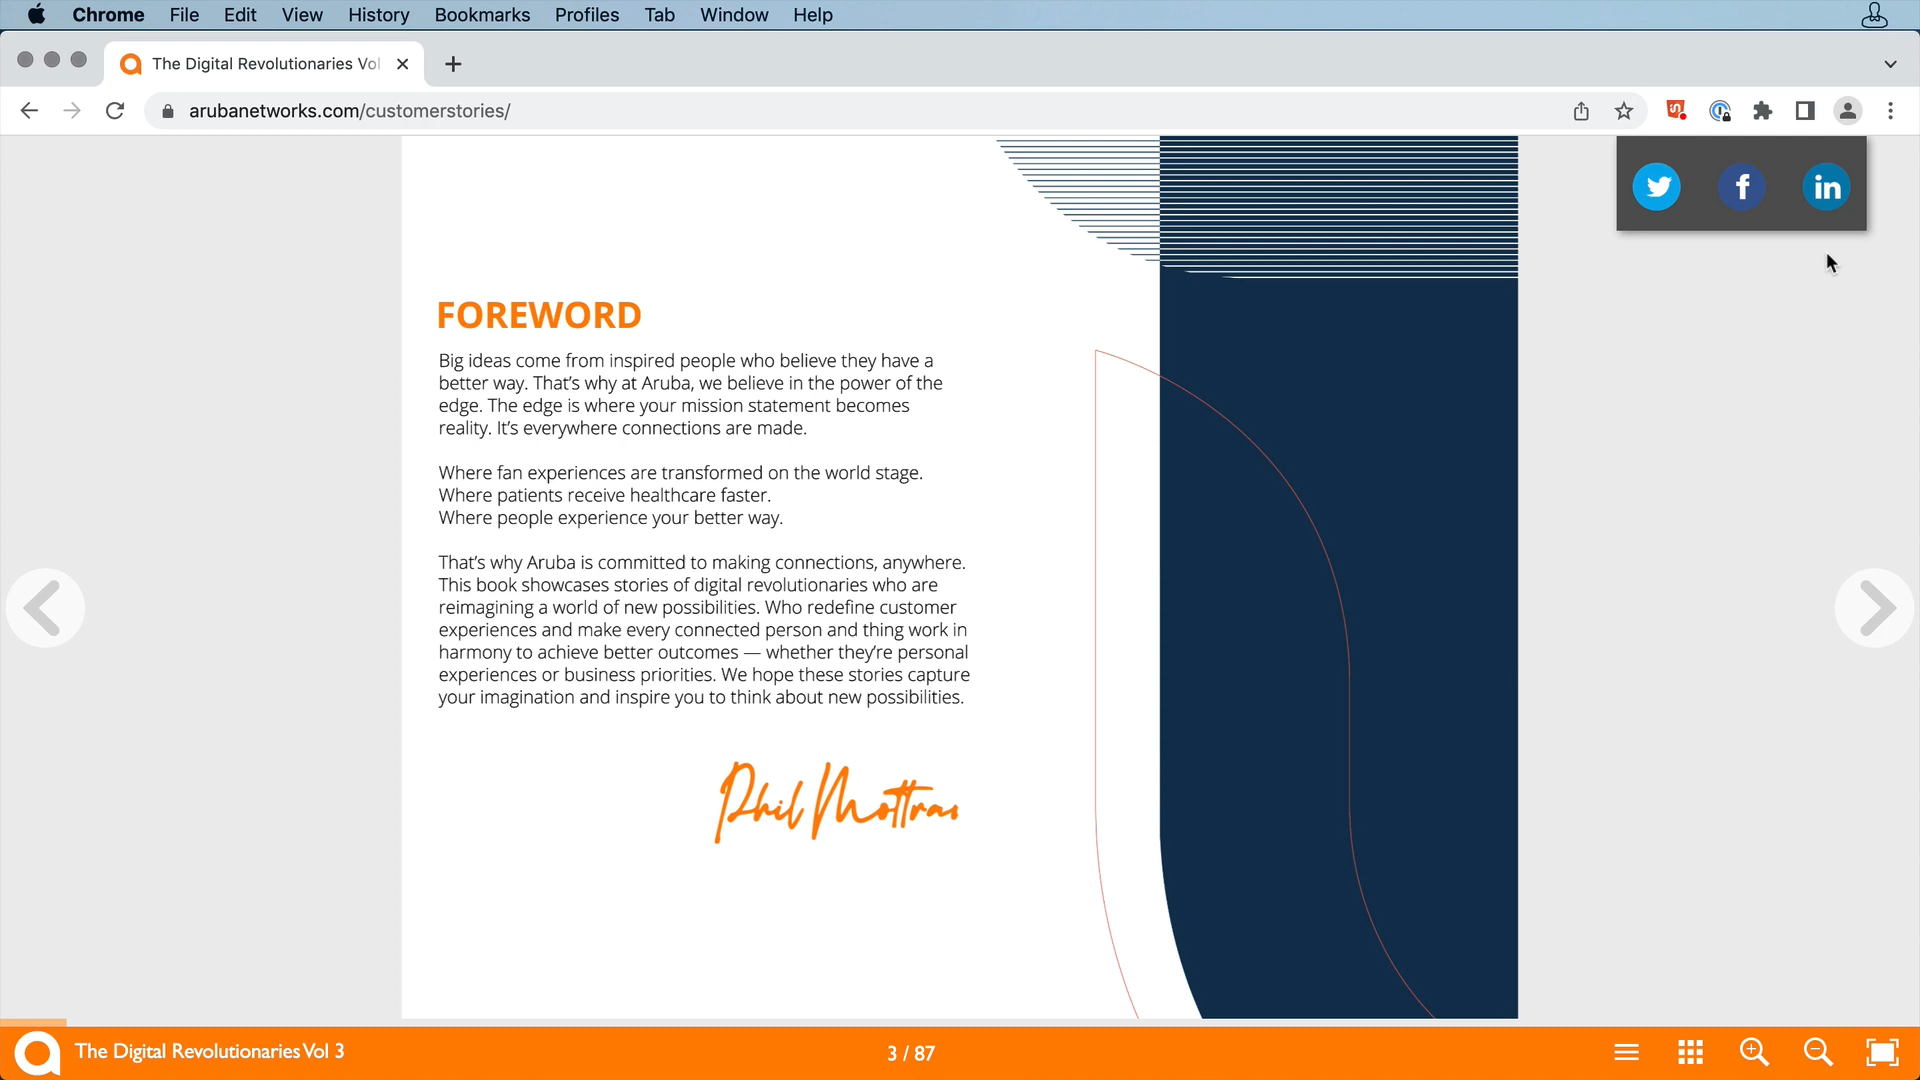 Chrome File Edit View History Bookmarks Profiles Tab Window Help
The Digital Revolutionaries Vol
arubanetworks.com/customerstories/
FOREWORD
Big ideas come from inspired people who believe they have a
better way. That’s why at Aruba, we believe in the power of the
edge. The edge is where your mission statement becomes
reality. It’s everywhere connections are made.
Where fan experiences are transformed on the world stage.
Where patients receive healthcare faster.
Where people experience your better way.
That’s why Aruba is committed to making connections, anywhere.
This book showcases stories of digital revolutionaries who are
reimagining a world of new possibilities. Who redefine customer
experiences and make every connected person and thing work in
harmony to achieve better outcomes — whether they’re personal
experiences or business priorities. We hope these stories capture
your imagination and inspire you to think about new possibilities.
Phil Mottram
The Digital Revolutionaries Vol 3
3 / 87